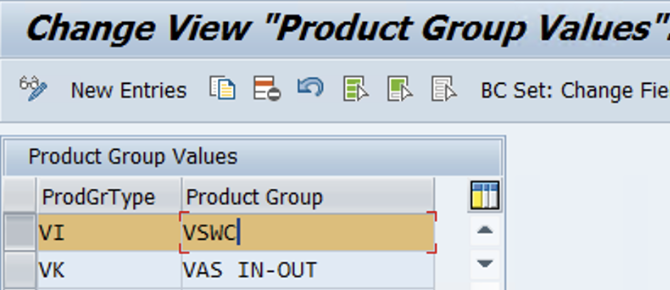 Change View "Product Group Values":
New Entries BC Set: Change Fie
Product Group Values
ProdGrType Product Group
VI VSWC
VK VAS IN-OUT